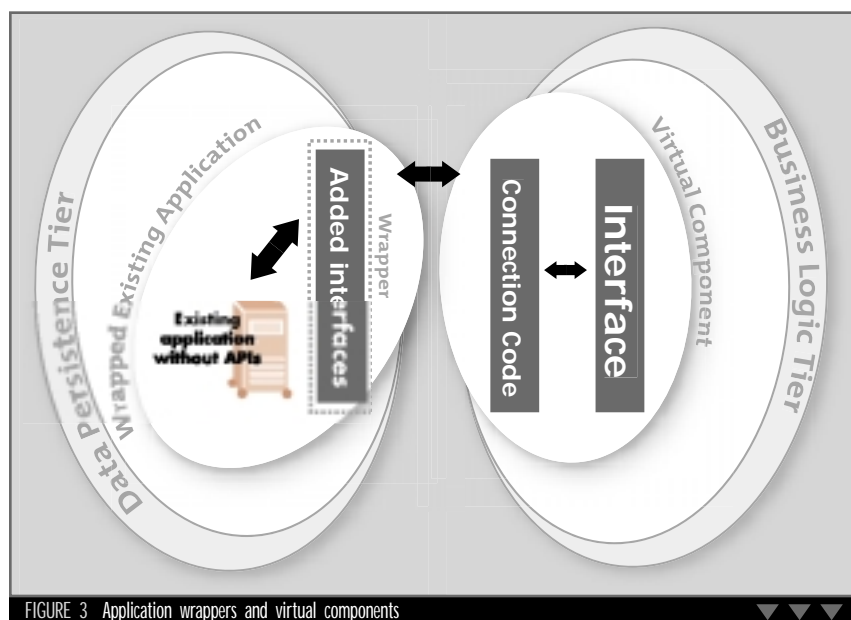 Data Persistence Tier
Wrapped Existing Application
Existing
application
without APIs
Added interfaces
Wrapper
Connection Code
Interface
Virtual Component
Business Logic Tier
FIGURE 3 Application wrappers and virtual components